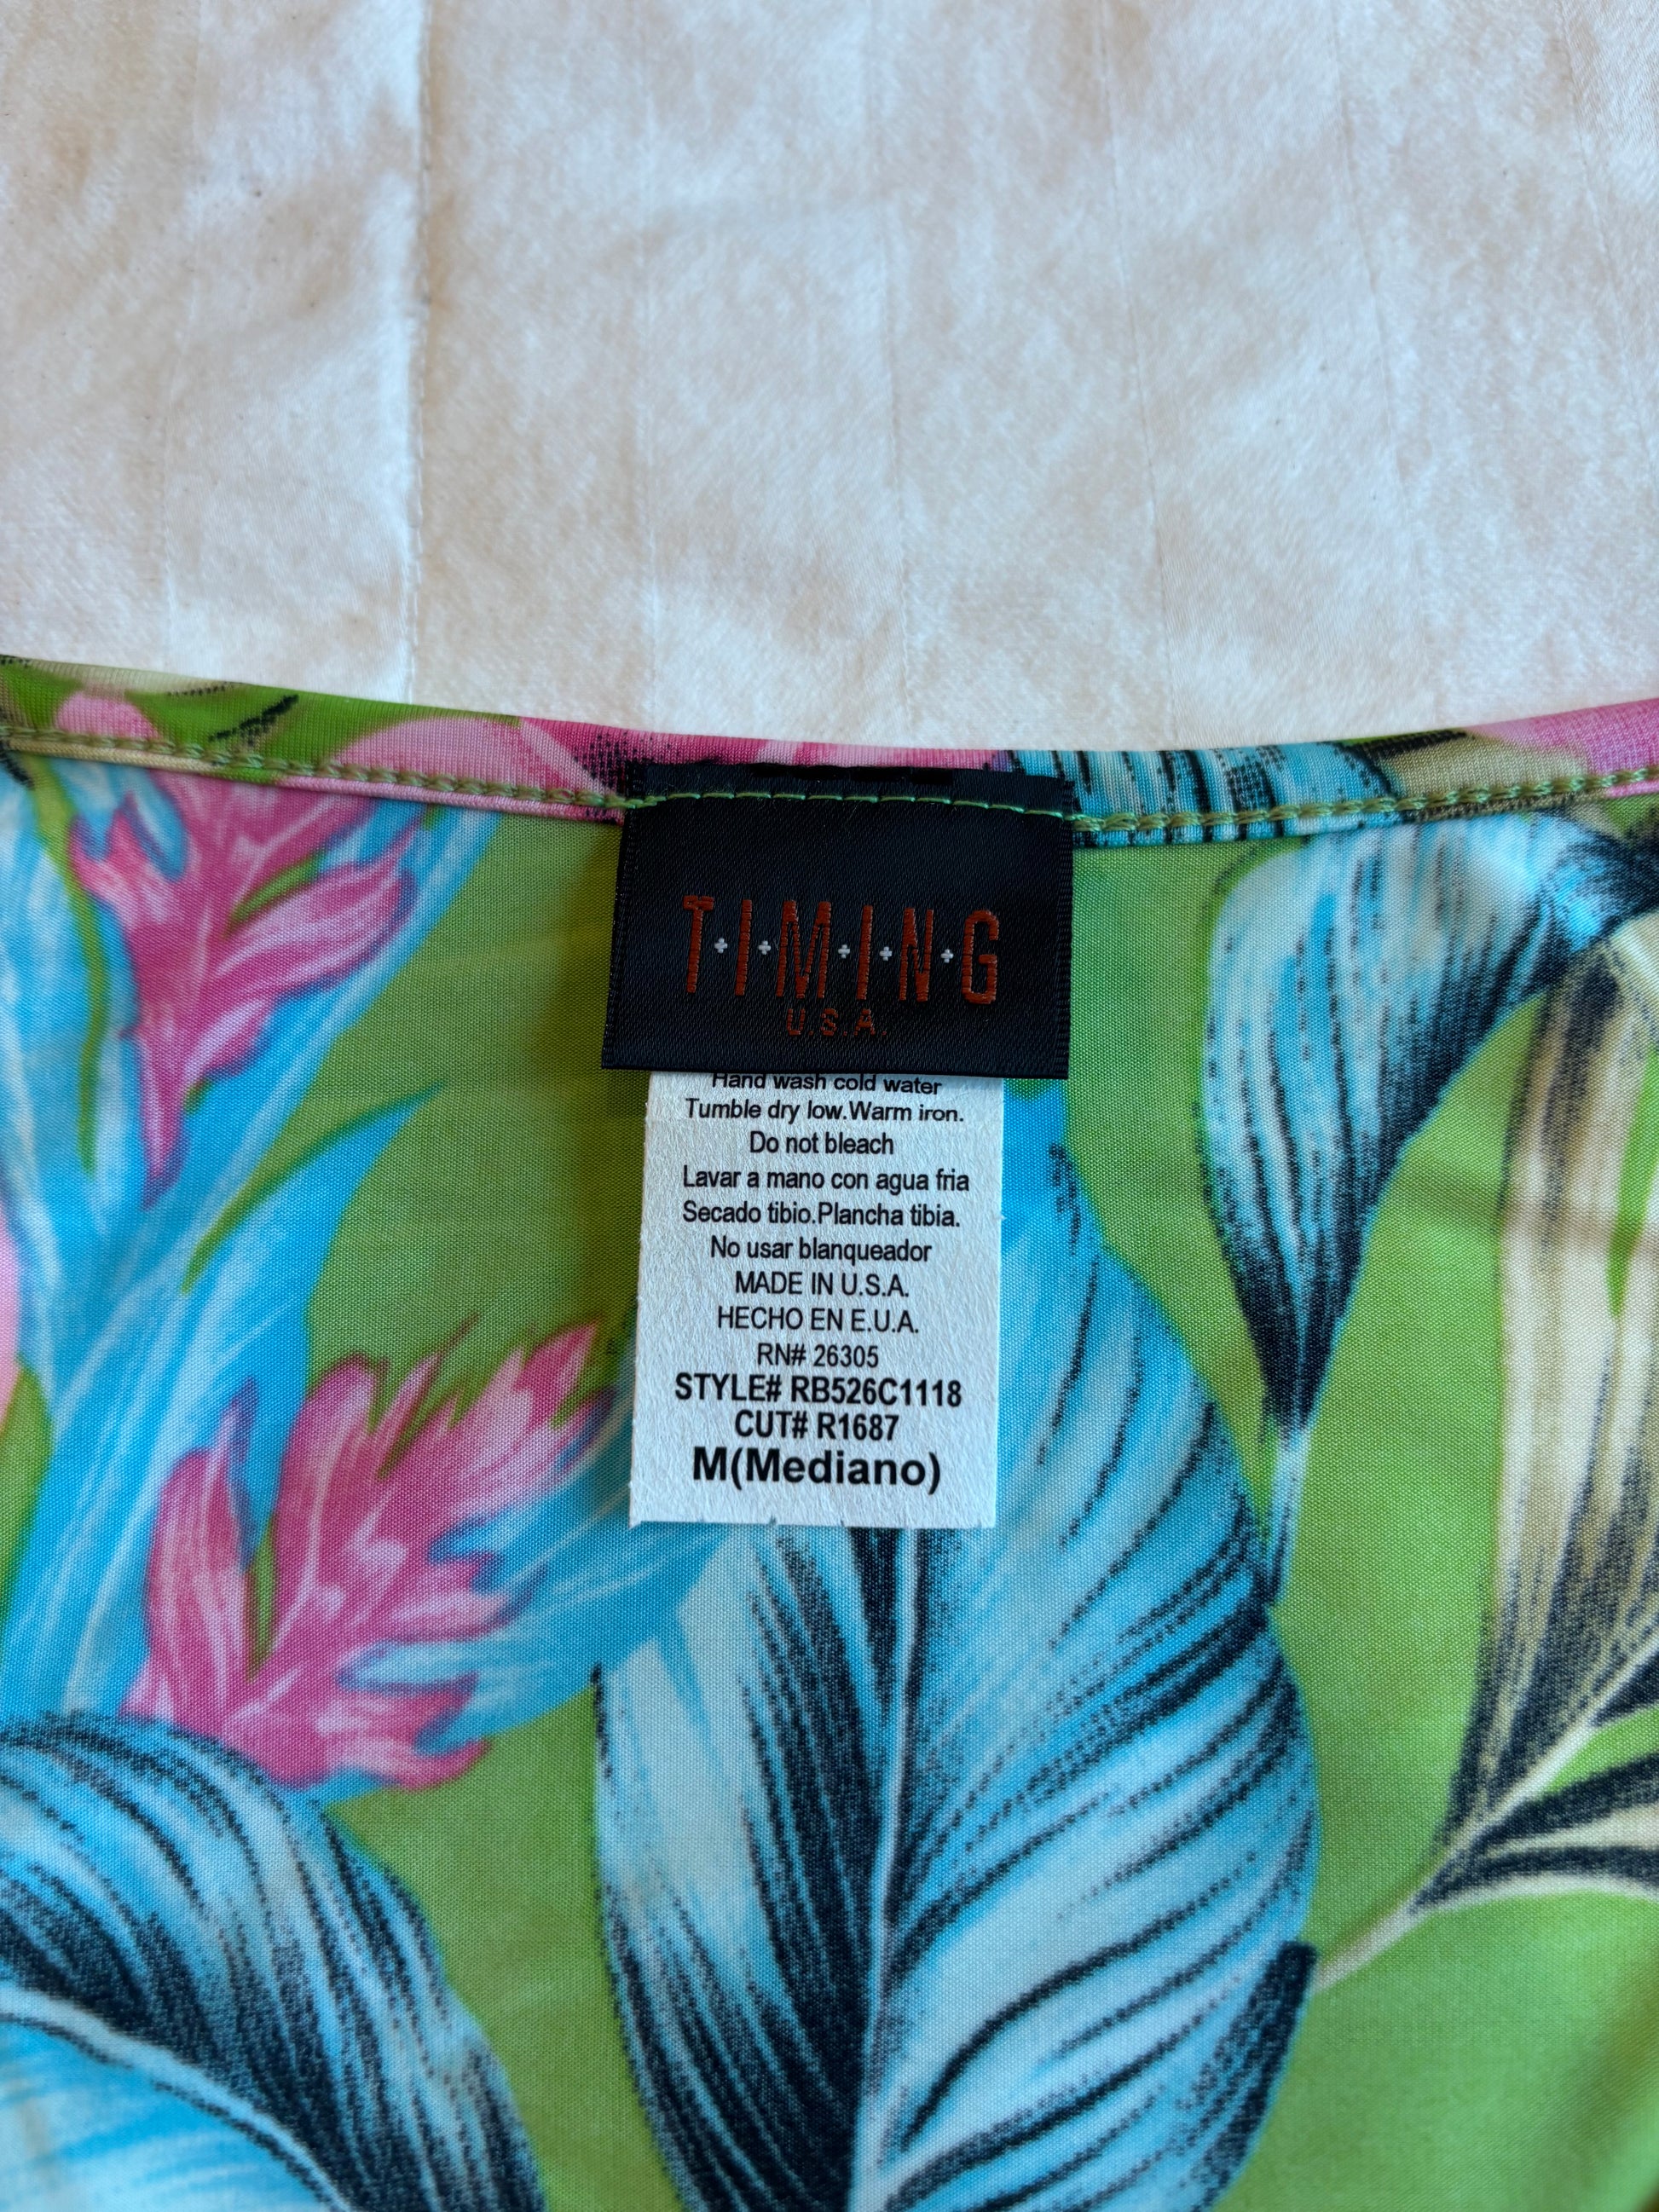 T·I·M·I·N·G
U.S.A.
Hand wash cold water
Tumble dry low.Warm iron.
Do not bleach
Lavar a mano con agua fria
Secado tibio.Plancha tibia.
No usar blanqueador
MADE IN U.S.A.
HECHO EN E.U.A.
RN# 26305
STYLE# RB526C1118
CUT# R1687
M(Mediano)